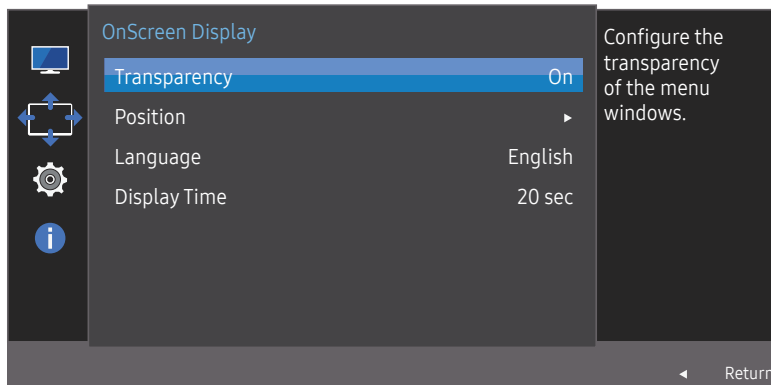 OnScreen Display
Transparency On
Position ▸
Language English
Display Time 20 sec
Configure the
transparency
of the menu
windows.
◂ Return